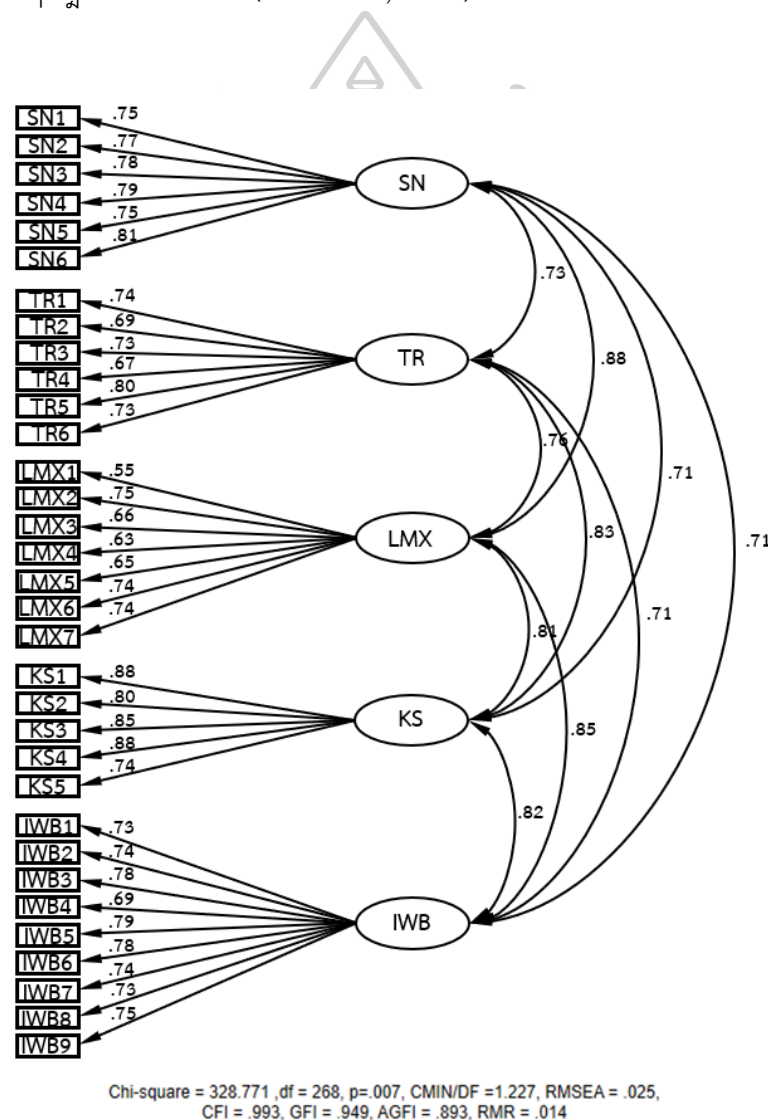 SN1 .75
SN2 .77
SN3 .78
SN4 .79
SN5 .75
SN6 .81
SN
.73
TR1 .74
TR2 .69
TR3 .73
TR4 .67
TR5 .80
TR6 .73
TR
.88
.76
.71
LMX1 .55
LMX2 .75
LMX3 .66
LMX4 .63
LMX5 .65
LMX6 .74
LMX7 .74
LMX
.83
.71
.71
.81
KS1 .88
KS2 .80
KS3 .85
KS4 .88
KS5 .74
KS
.85
.82
IWB1 .73
IWB2 .74
IWB3 .78
IWB4 .69
IWB5 .79
IWB6 .78
IWB7 .74
IWB8 .73
IWB9 .75
IWB
Chi-square = 328.771 ,df = 268, p=.007, CMIN/DF =1.227, RMSEA = .025,
CFI = .993, GFI = .949, AGFI = .893, RMR = .014